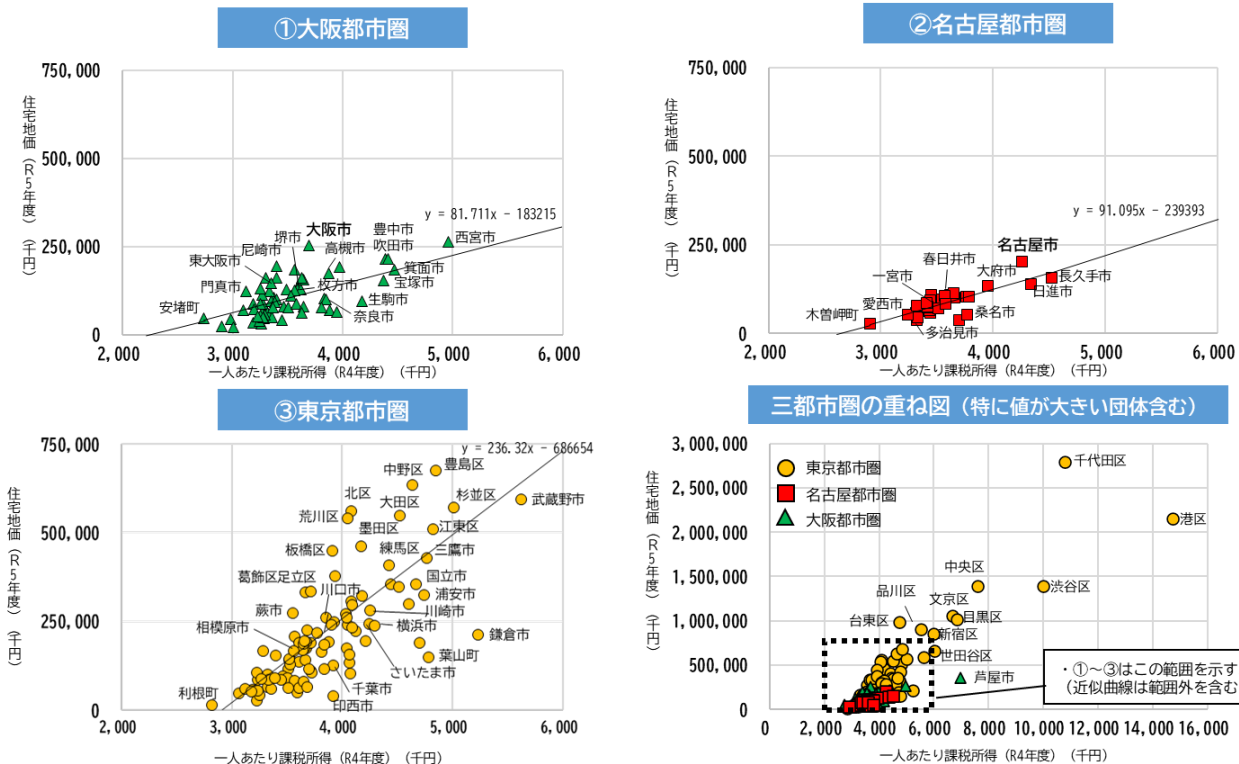 ①大阪都市圏
住宅地価（R5年度）（千円）
750,000
500,000
250,000
0
2,000 3,000 4,000 5,000 6,000
一人あたり課税所得（R4年度）（千円）
y = 81.711x - 183215
大阪市
豊中市
堺市
吹田市
西宮市
尼崎市
高槻市
東大阪市
箕面市
門真市
枚方市
宝塚市
安堵町
生駒市
奈良市
②名古屋都市圏
住宅地価（R5年度）（千円）
750,000
500,000
250,000
0
2,000 3,000 4,000 5,000 6,000
一人あたり課税所得（R4年度）（千円）
y = 91.095x - 239393
名古屋市
春日井市
一宮市
大府市
長久手市
日進市
愛西市
木曽岬町
桑名市
多治見市
③東京都市圏
住宅地価（R5年度）（千円）
750,000
500,000
250,000
0
2,000 3,000 4,000 5,000 6,000
一人あたり課税所得（R4年度）（千円）
y = 236.32x - 686654
豊島区
中野区
北区
大田区
杉並区
武蔵野市
荒川区
墨田区
江東区
板橋区
練馬区
三鷹市
葛飾区足立区
川口市
国立市
浦安市
蕨市
川崎市
相模原市
横浜市
鎌倉市
葉山町
さいたま市
利根町
千葉市
印西市
三都市圏の重ね図（特に値が大きい団体含む）
住宅地価（R5年度）（千円）
3,000,000
2,500,000
2,000,000
1,500,000
1,000,000
500,000
0
0 2,000 4,000 6,000 8,000 10,000 12,000 14,000 16,000
一人あたり課税所得（R4年度）（千円）
東京都市圏
名古屋都市圏
大阪都市圏
千代田区
港区
中央区
渋谷区
品川区
文京区
台東区
目黒区
新宿区
世田谷区
芦屋市
・①～③はこの範囲を示す
（近似曲線は範囲外を含む